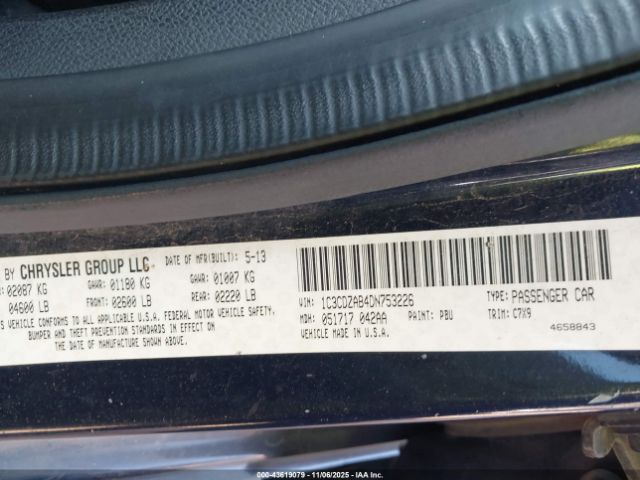 BY CHRYSLER GROUP LLC DATE OF MFR(BUILT): 5-13
02087 KG GAWR: 01180 KG GAWR: 01007 KG
04600 LB FRONT: 02600 LB REAR: 02220 LB
VEHICLE CONFORMS TO ALL APPLICABLE U.S.A. FEDERAL MOTOR VEHICLE SAFETY,
BUMPER AND THEFT PREVENTION STANDARDS IN EFFECT ON
THE DATE OF MANUFACTURE SHOWN ABOVE.
VIN: 1C3CDZAB4DN753226 TYPE: PASSENGER CAR
MDH: 051717 042AA PAINT: PBU TRIM: C7X9
VEHICLE MADE IN U.S.A. 4658843
-- 000-43619079 -- 11/06/2025 -- IAA Inc. --